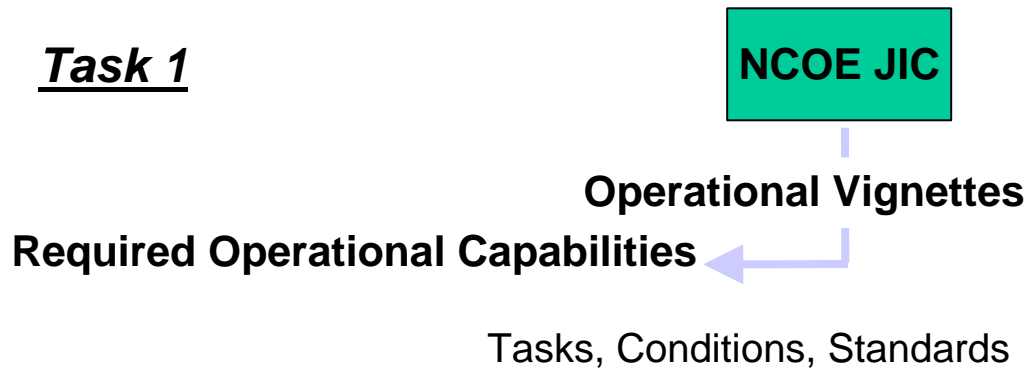 Task 1
NCOE JIC
Operational Vignettes
Required Operational Capabilities
Tasks, Conditions, Standards